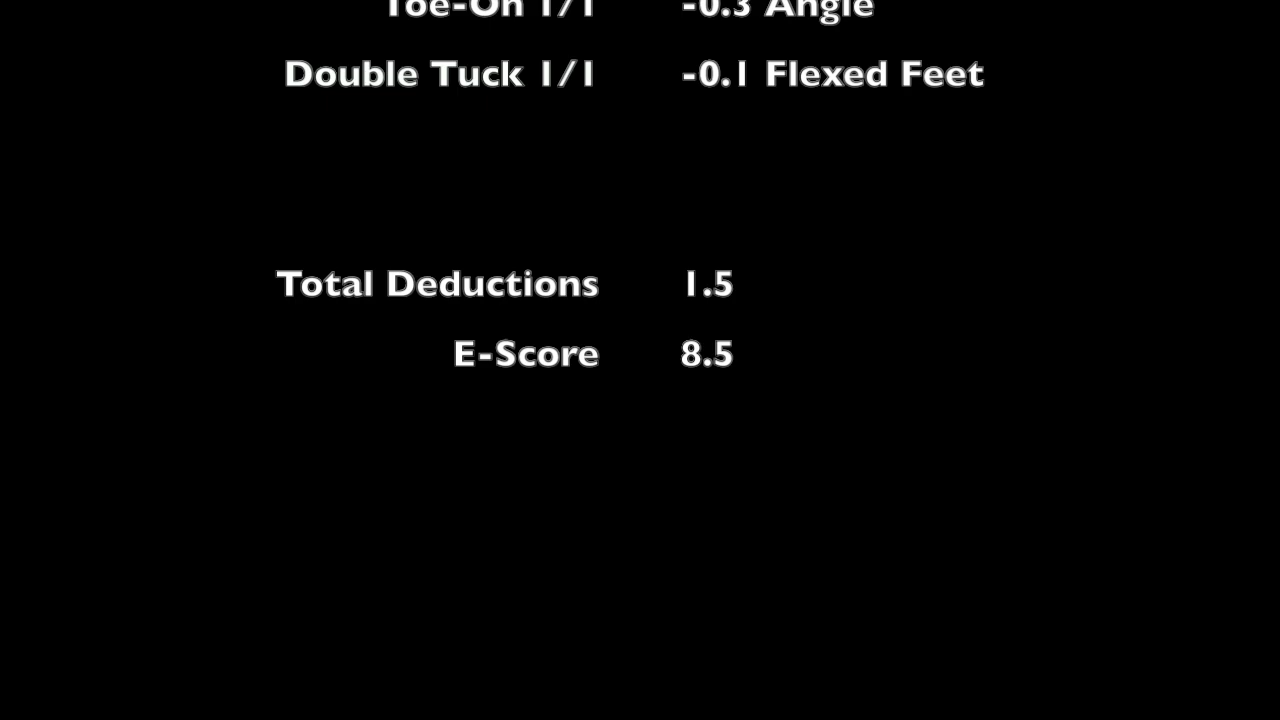 Toe-On 1/1 -0.3 Angle
Double Tuck 1/1 -0.1 Flexed Feet
Total Deductions 1.5
E-Score 8.5